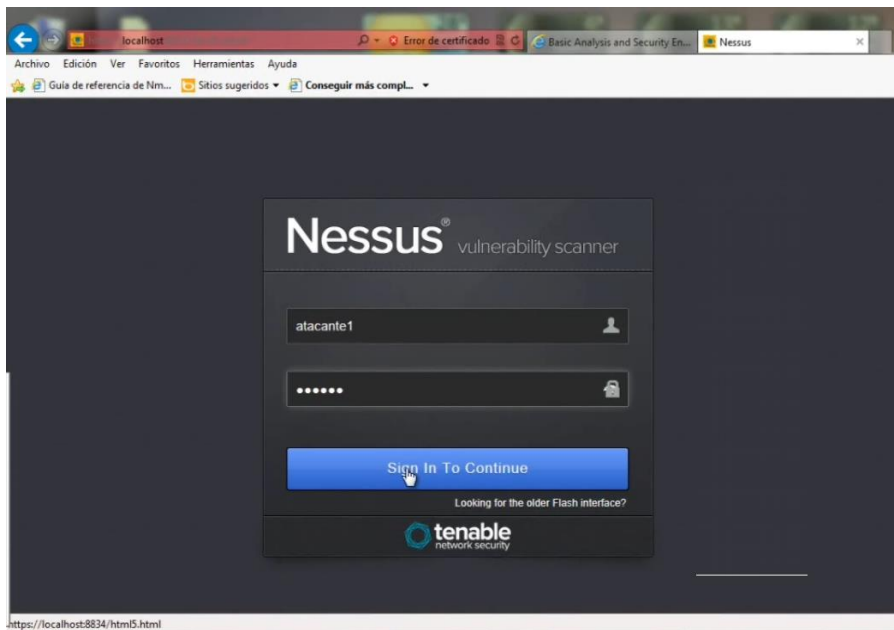 localhost
Error de certificado
Basic Analysis and Security En...
Nessus
Archivo Edición Ver Favoritos Herramientas Ayuda
Guía de referencia de Nm...
Sitios sugeridos
Conseguir más compl...
Nessus®
vulnerability scanner
atacante1
••••••
Sign In To Continue
Looking for the older Flash interface?
tenable
network security
https://localhost:8834/html5.html